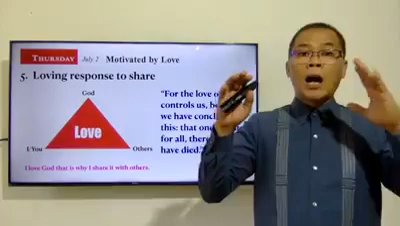 THURSDAY July 2 Motivated by Love
5. Loving response to share
God
Love
I/You
Others
I love God that is why I share it with others.
“For the love o
controls us, b
we have concl
this: that one
for all, there
have died.”